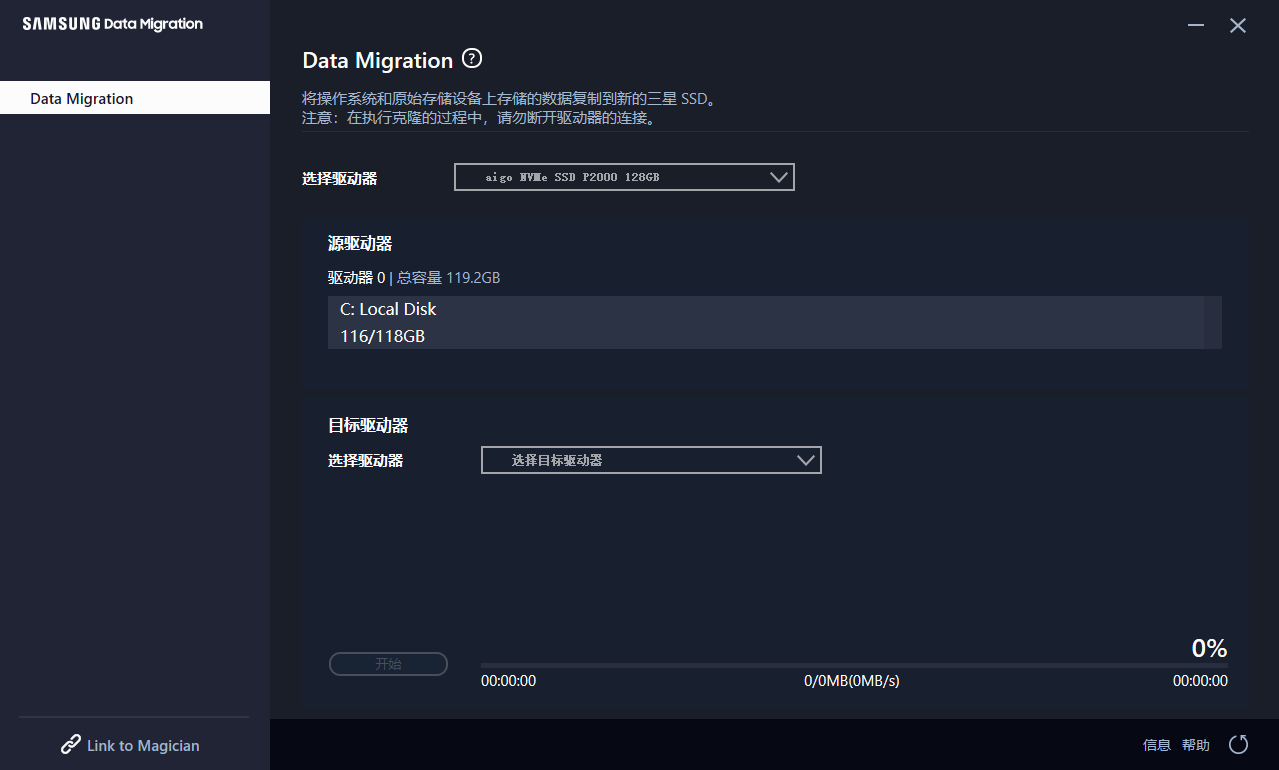 SAMSUNG Data Migration
Data Migration
Data Migration ?
将操作系统和原始存储设备上存储的数据复制到新的三星 SSD。
注意：在执行克隆的过程中，请勿断开驱动器的连接。
选择驱动器
aigo NVMe SSD P2000 128GB
源驱动器
驱动器 0 | 总容量 119.2GB
C: Local Disk
116/118GB
目标驱动器
选择驱动器
选择目标驱动器
0%
开始
00:00:00
0/0MB(0MB/s)
00:00:00
Link to Magician
信息 帮助